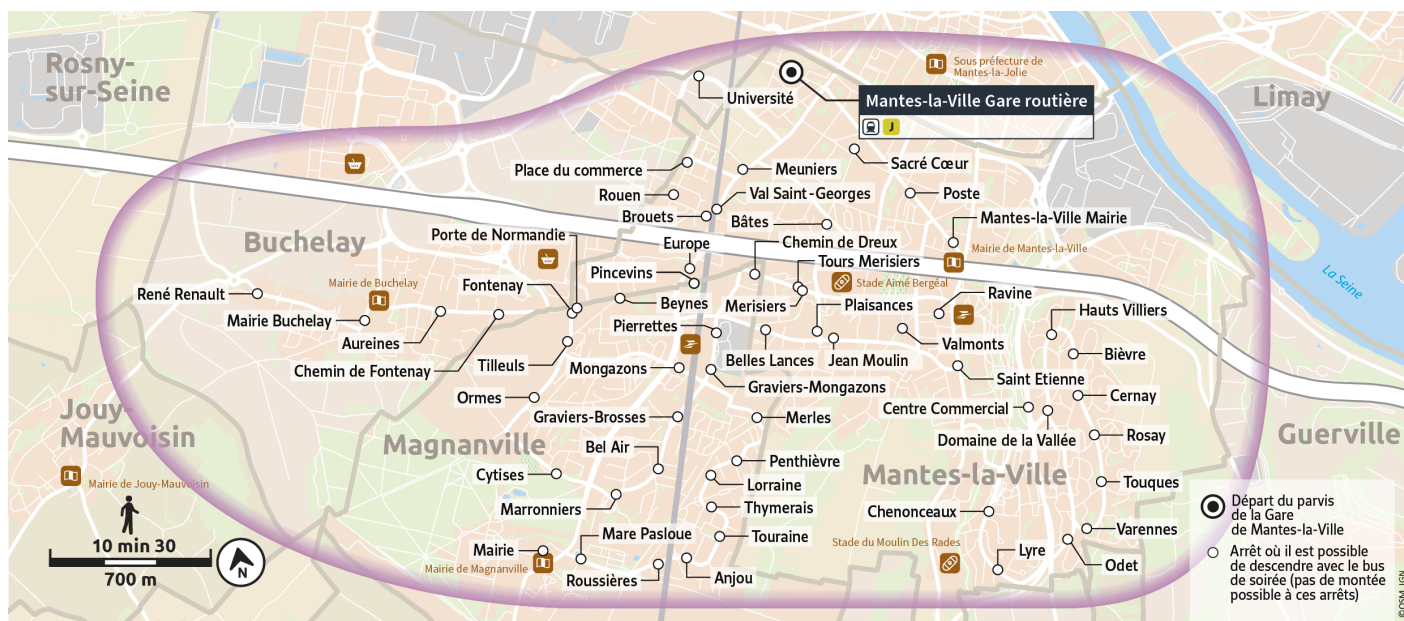 Rosny-
sur-Seine
Sous préfecture de
Mantes-la-Jolie
Université
Mantes-la-Ville Gare routière
J
Limay
Place du commerce
Meuniers
Sacré Cœur
Rouen
Val Saint-Georges
Poste
Brouets
Bâtes
Mantes-la-Ville Mairie
Buchelay
Porte de Normandie
Europe
Chemin de Dreux
Mairie de Mantes-la-Ville
Tours Merisiers
La Seine
Pincevins
Mairie de Buchelay
Fontenay
Stade Aimé Bergéal
René Renault
Beynes
Merisiers
Plaisances
Ravine
Mairie Buchelay
Pierrettes
Hauts Villiers
Aureines
Valmonts
Chemin de Fontenay
Tilleuls
Mongazons
Belles Lances
Jean Moulin
Bièvre
Graviers-Mongazons
Saint Etienne
Ormes
Cernay
Jouy-
Mauvoisin
Graviers-Brosses
Merles
Centre Commercial
Magnanville
Bel Air
Domaine de la Vallée
Rosay
Guerville
Cytises
Penthièvre
Mantes-la-Ville
Mairie de Jouy-Mauvoisin
Lorraine
Touques
Marronniers
Thymerais
Chenonceaux
Départ du parvis
de la Gare
de Mantes-la-Ville
10 min 30
700 m
N
Mare Pasloue
Touraine
Varennes
Mairie
Stade du Moulin Des Rades
Lyre
Arrêt où il est possible
de descendre avec le bus
de soirée (pas de montée
possible à ces arrêts)
Mairie de Magnanville
Roussières
Anjou
Odet
©OSM, IGN